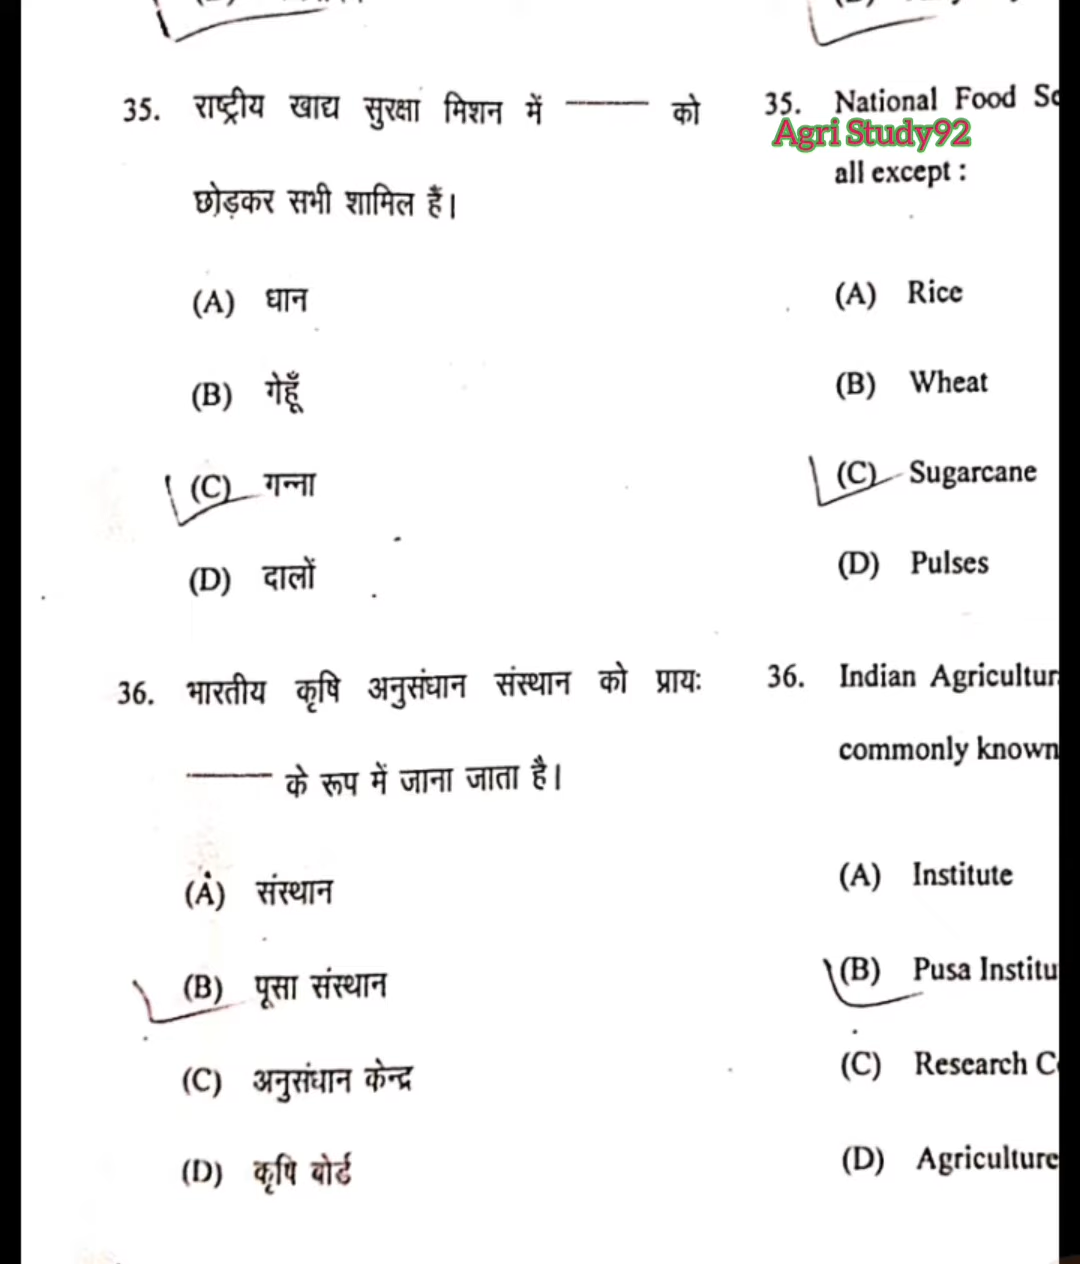 35. राष्ट्रीय खाद्य सुरक्षा मिशन में —— को
छोड़कर सभी शामिल हैं।
(A) धान
(B) गेहूँ
(C) गन्ना
(D) दालों
36. भारतीय कृषि अनुसंधान संस्थान को प्रायः
—— के रूप में जाना जाता है।
(A) संस्थान
(B) पूसा संस्थान
(C) अनुसंधान केन्द्र
(D) कृषि बोर्ड
35. National Food
Agri Study92
all except :
(A) Rice
(B) Wheat
(C) Sugarcane
(D) Pulses
36. Indian Agricultur
commonly known
(A) Institute
(B) Pusa Institu
(C) Research
(D) Agriculture